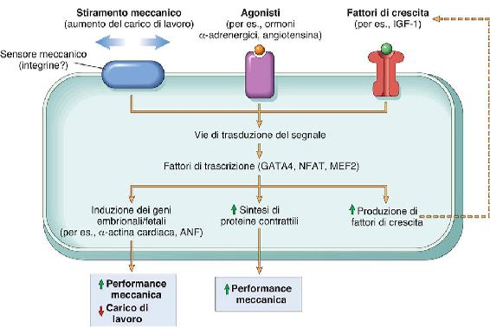 Stiramento meccanico
(aumento del carico di lavoro)
Agonisti
(per es., ormoni
α-adrenergici, angiotensina)
Fattori di crescita
(per es., IGF-1)
Sensore meccanico
(integrine?)
Vie di trasduzione del segnale
Fattori di trascrizione (GATA4, NFAT, MEF2)
Induzione dei geni
embrionali/fetali
(per es., α-actina cardiaca, ANF)
Sintesi di
proteine contrattili
Produzione di
fattori di crescita
Performance
meccanica
Carico di
lavoro
Performance
meccanica